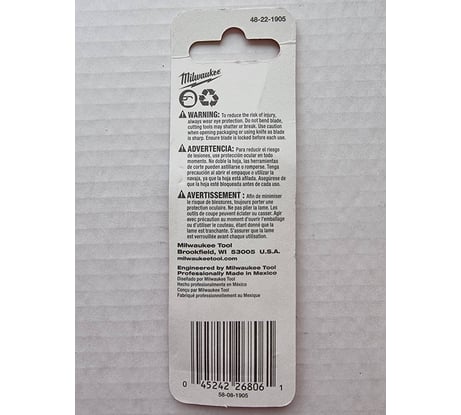 48-22-1905
Milwaukee
WARNING: To reduce the risk of injury,
always wear eye protection. Do not bend blade,
cutting tools may shatter or break. Use caution
when opening packaging or using knife as blade
is sharp. Ensure blade is locked before each use.
ADVERTENCIA: Para reducir el riesgo
de lesiones, use protección ocular en todo
momento. No doble la hoja, las herramientas
de corte pueden astillarse o romperse. Tenga
precaución al abrir el empaque o utilizar la
navaja, ya que la hoja está afilada. Asegúrese de
que la hoja esté bloqueada antes de cada uso.
AVERTISSEMENT : Afin de minimiser
le risque de blessures, toujours porter une
protection oculaire. Ne pas plier la lame. Les
outils de coupe peuvent éclater ou casser. Agir
avec précaution au moment d'ouvrir l'emballage
ou d'utiliser le couteau, étant donné que la
lame est tranchante. S'assurer que la lame est
verrouillée avant chaque utilisation.
Milwaukee Tool
Brookfield, WI 53005 U.S.A.
milwaukeetool.com
Engineered by Milwaukee Tool
Professionally Made in Mexico
Diseñado por Milwaukee Tool
Hecho profesionalmente en México
Conçu par Milwaukee Tool
Fabriqué professionnellement au Mexique
0 45242 26806 1
58-08-1905